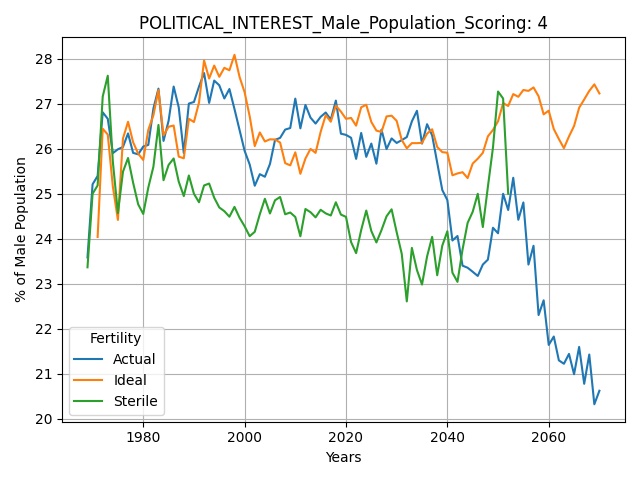 POLITICAL_INTEREST_Male_Population_Scoring: 4
% of Male Population
28
27
26
25
24
23
22
21
20
Fertility
Actual
Ideal
Sterile
1980 2000 2020 2040 2060
Years